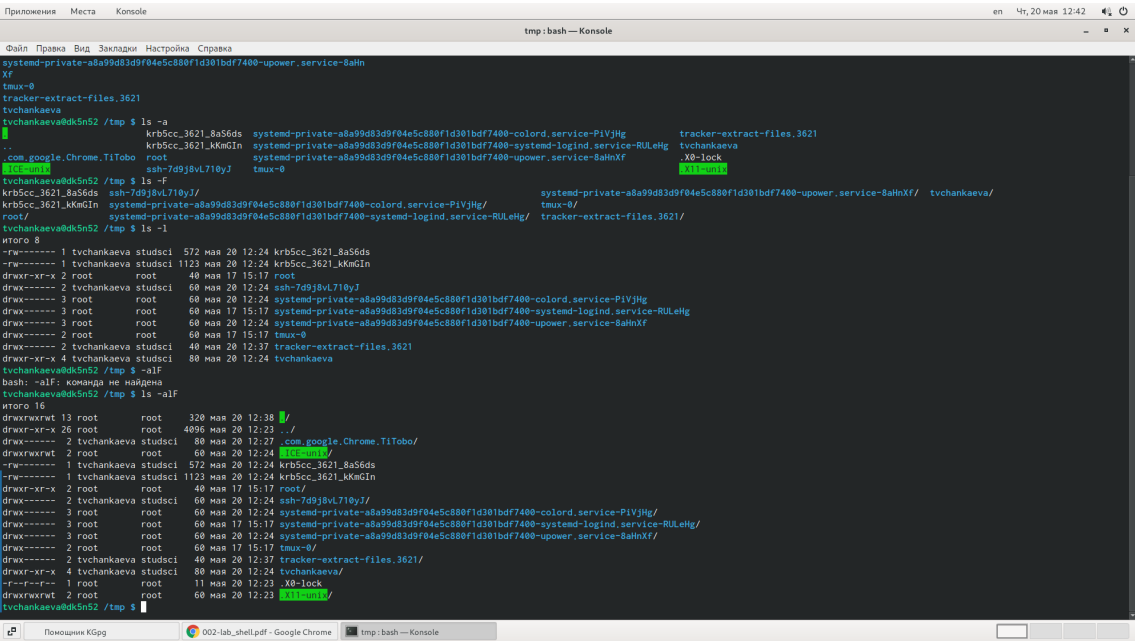 Приложения Места Konsole en Чт, 20 мая 12:42
tmp : bash — Konsole
Файл Правка Вид Закладки Настройка Справка
systemd-private-a8a99d83d9f04e5c880f1d301bdf7400-upower.service-8aHn
Xf
tmux-0
tracker-extract-files.3621
tvchankaeva
tvchankaeva@dk5n52 /tmp $ ls -a
. krb5cc_3621_8aS6ds systemd-private-a8a99d83d9f04e5c880f1d301bdf7400-colord.service-PiVjHg tracker-extract-files.3621
.. krb5cc_3621_kKmGIn systemd-private-a8a99d83d9f04e5c880f1d301bdf7400-systemd-logind.service-RULeHg tvchankaeva
.com.google.Chrome.TiTobo root systemd-private-a8a99d83d9f04e5c880f1d301bdf7400-upower.service-8aHnXf .X0-lock
.ICE-unix ssh-7d9j8vL710yJ tmux-0 .X11-unix
tvchankaeva@dk5n52 /tmp $ ls -F
krb5cc_3621_8aS6ds ssh-7d9j8vL710yJ/ systemd-private-a8a99d83d9f04e5c880f1d301bdf7400-upower.service-8aHnXf/ tvchankaeva/
krb5cc_3621_kKmGIn systemd-private-a8a99d83d9f04e5c880f1d301bdf7400-colord.service-PiVjHg/ tmux-0/
root/ systemd-private-a8a99d83d9f04e5c880f1d301bdf7400-systemd-logind.service-RULeHg/ tracker-extract-files.3621/
tvchankaeva@dk5n52 /tmp $ ls -l
итого 8
-rw------- 1 tvchankaeva studsci 572 мая 20 12:24 krb5cc_3621_8aS6ds
-rw------- 1 tvchankaeva studsci 1123 мая 20 12:24 krb5cc_3621_kKmGIn
drwxr-xr-x 2 root root 40 мая 17 15:17 root
drwx------ 2 tvchankaeva studsci 60 мая 20 12:24 ssh-7d9j8vL710yJ
drwx------ 3 root root 60 мая 20 12:24 systemd-private-a8a99d83d9f04e5c880f1d301bdf7400-colord.service-PiVjHg
drwx------ 3 root root 60 мая 17 15:17 systemd-private-a8a99d83d9f04e5c880f1d301bdf7400-systemd-logind.service-RULeHg
drwx------ 3 root root 60 мая 20 12:24 systemd-private-a8a99d83d9f04e5c880f1d301bdf7400-upower.service-8aHnXf
drwx------ 2 root root 60 мая 17 15:17 tmux-0
drwx------ 2 tvchankaeva studsci 40 мая 20 12:37 tracker-extract-files.3621
drwxr-xr-x 4 tvchankaeva studsci 80 мая 20 12:24 tvchankaeva
tvchankaeva@dk5n52 /tmp $ -alF
bash: -alF: команда не найдена
tvchankaeva@dk5n52 /tmp $ ls -alF
итого 16
drwxrwxrwt 13 root root 320 мая 20 12:38 ./
drwxr-xr-x 26 root root 4096 мая 20 12:23 ../
drwx------ 2 tvchankaeva studsci 80 мая 20 12:27 .com.google.Chrome.TiTobo/
drwxrwxrwt 2 root root 60 мая 20 12:24 .ICE-unix/
-rw------- 1 tvchankaeva studsci 572 мая 20 12:24 krb5cc_3621_8aS6ds
-rw------- 1 tvchankaeva studsci 1123 мая 20 12:24 krb5cc_3621_kKmGIn
drwxr-xr-x 2 root root 40 мая 17 15:17 root/
drwx------ 2 tvchankaeva studsci 60 мая 20 12:24 ssh-7d9j8vL710yJ/
drwx------ 3 root root 60 мая 20 12:24 systemd-private-a8a99d83d9f04e5c880f1d301bdf7400-colord.service-PiVjHg/
drwx------ 3 root root 60 мая 17 15:17 systemd-private-a8a99d83d9f04e5c880f1d301bdf7400-systemd-logind.service-RULeHg/
drwx------ 3 root root 60 мая 20 12:24 systemd-private-a8a99d83d9f04e5c880f1d301bdf7400-upower.service-8aHnXf/
drwx------ 2 root root 60 мая 17 15:17 tmux-0/
drwx------ 2 tvchankaeva studsci 40 мая 20 12:37 tracker-extract-files.3621/
drwxr-xr-x 4 tvchankaeva studsci 80 мая 20 12:24 tvchankaeva/
-r--r--r-- 1 root root 11 мая 20 12:23 .X0-lock
drwxrwxrwt 2 root root 60 мая 20 12:23 .X11-unix/
tvchankaeva@dk5n52 /tmp $
Помощник KGpg 002-lab_shell.pdf - Google Chrome tmp : bash — Konsole